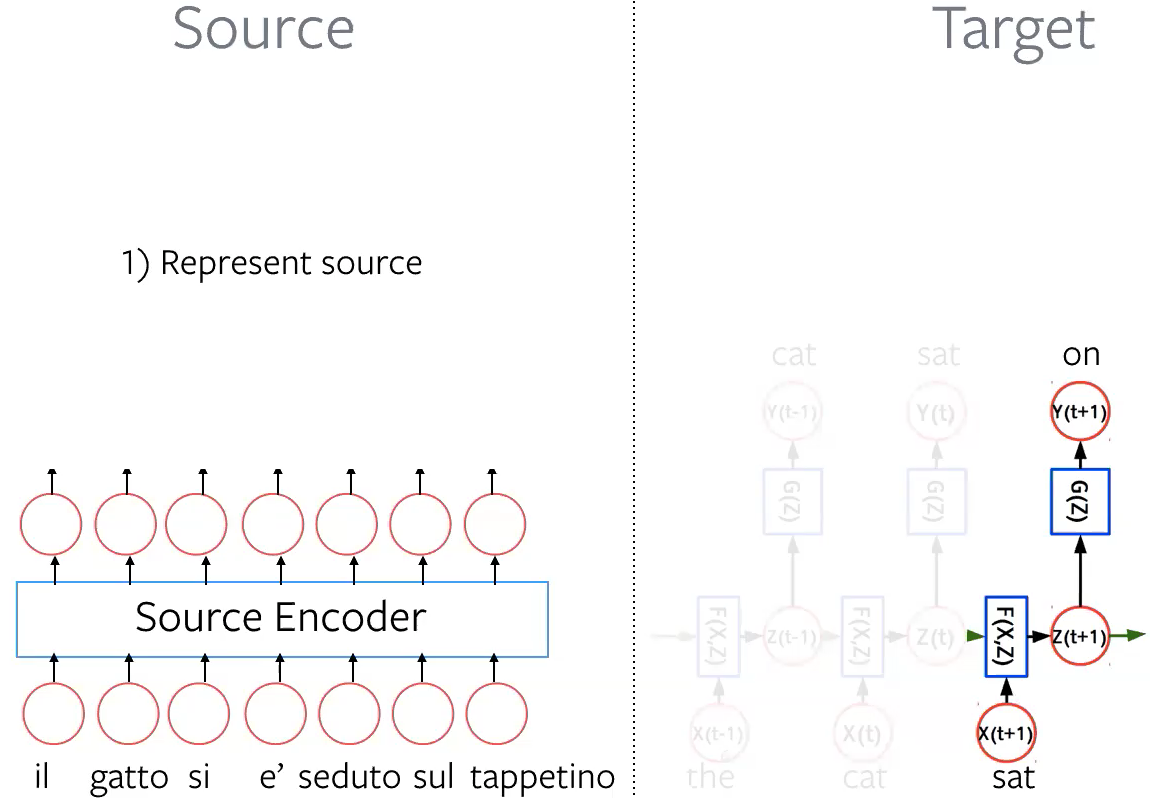 Source
Target
1) Represent source
cat sat on
Y(t-1) Y(t) Y(t+1)
G(Z) G(Z) G(Z)
Source Encoder
F(X,Z) Z(t-1) F(X,Z) Z(t) F(X,Z) Z(t+1)
X(t-1) X(t) X(t+1)
il gatto si e’ seduto sul tappetino
the cat sat